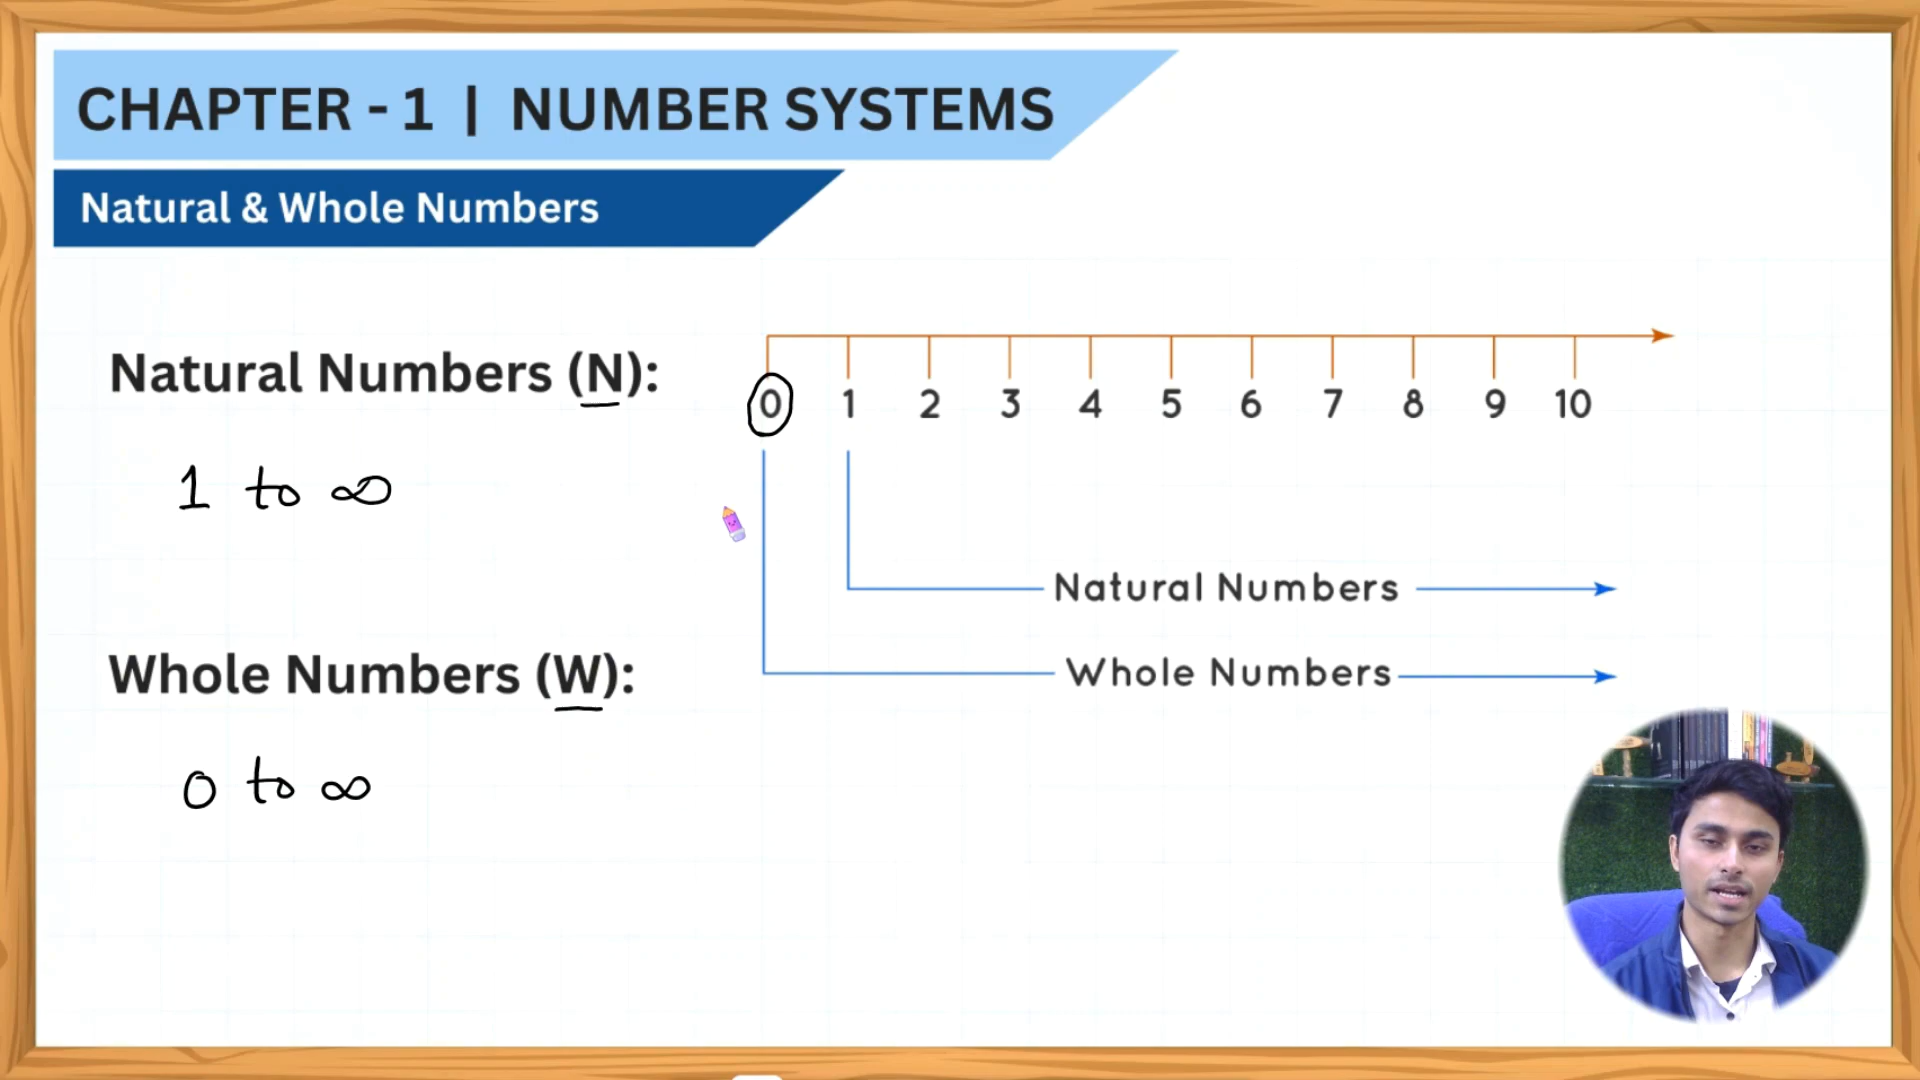 CHAPTER - 1 | NUMBER SYSTEMS
Natural & Whole Numbers
Natural Numbers (N):
1 to ∞
0 1 2 3 4 5 6 7 8 9 10
Natural Numbers
Whole Numbers
Whole Numbers (W):
0 to ∞